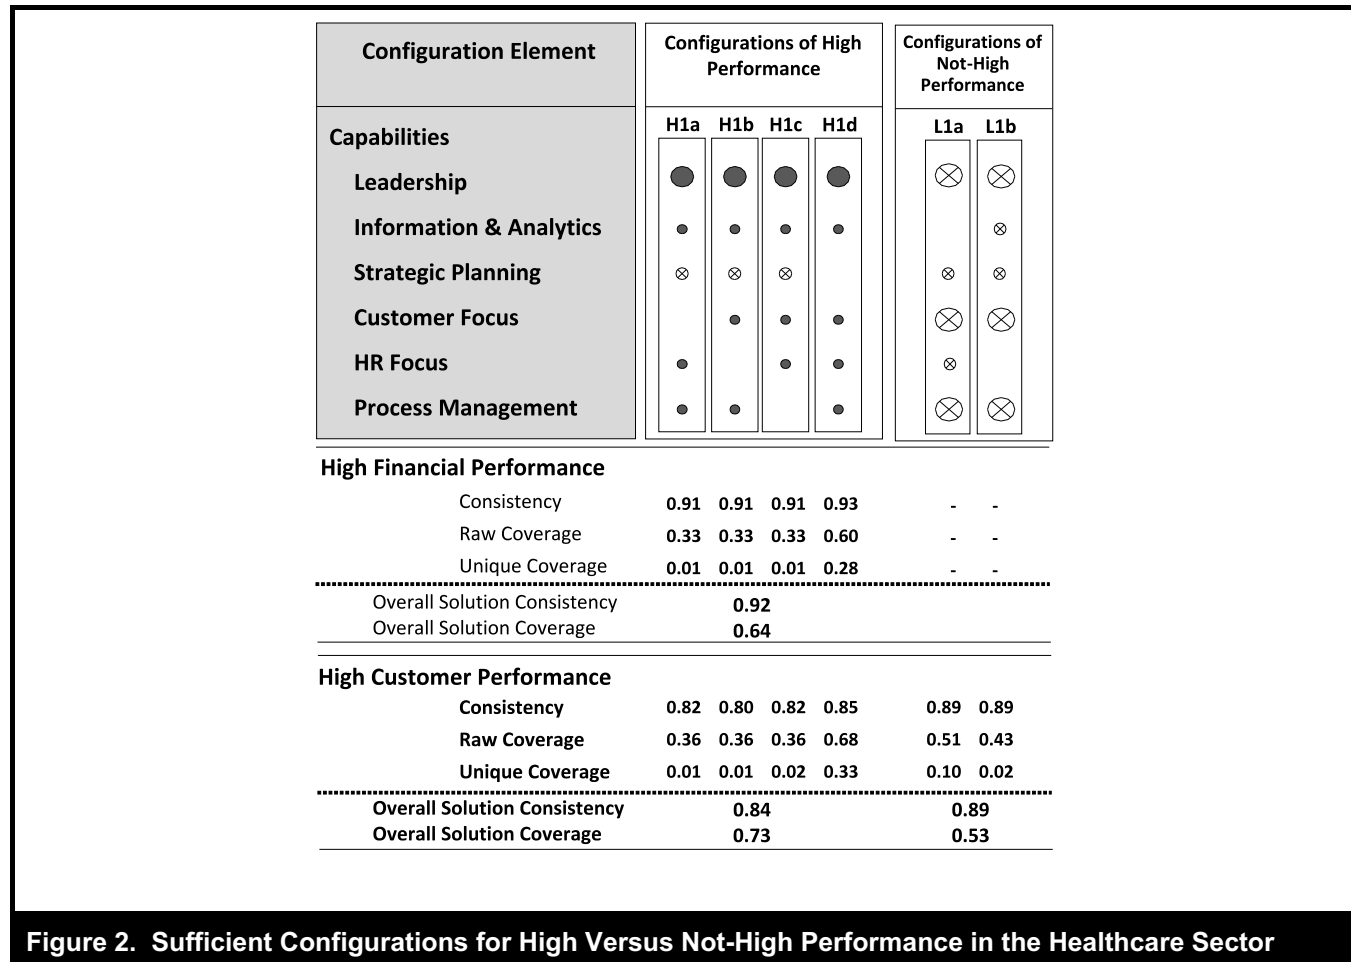 Configuration Element
Configurations of High
Performance
Configurations of
Not-High
Performance
Capabilities
H1a H1b H1c H1d
L1a L1b
Leadership
Information & Analytics
Strategic Planning
Customer Focus
HR Focus
Process Management
High Financial Performance
Consistency 0.91 0.91 0.91 0.93 - -
Raw Coverage 0.33 0.33 0.33 0.60 - -
Unique Coverage 0.01 0.01 0.01 0.28 - -
Overall Solution Consistency 0.92
Overall Solution Coverage 0.64
High Customer Performance
Consistency 0.82 0.80 0.82 0.85 0.89 0.89
Raw Coverage 0.36 0.36 0.36 0.68 0.51 0.43
Unique Coverage 0.01 0.01 0.02 0.33 0.10 0.02
Overall Solution Consistency 0.84 0.89
Overall Solution Coverage 0.73 0.53
Figure 2. Sufficient Configurations for High Versus Not-High Performance in the Healthcare Sector